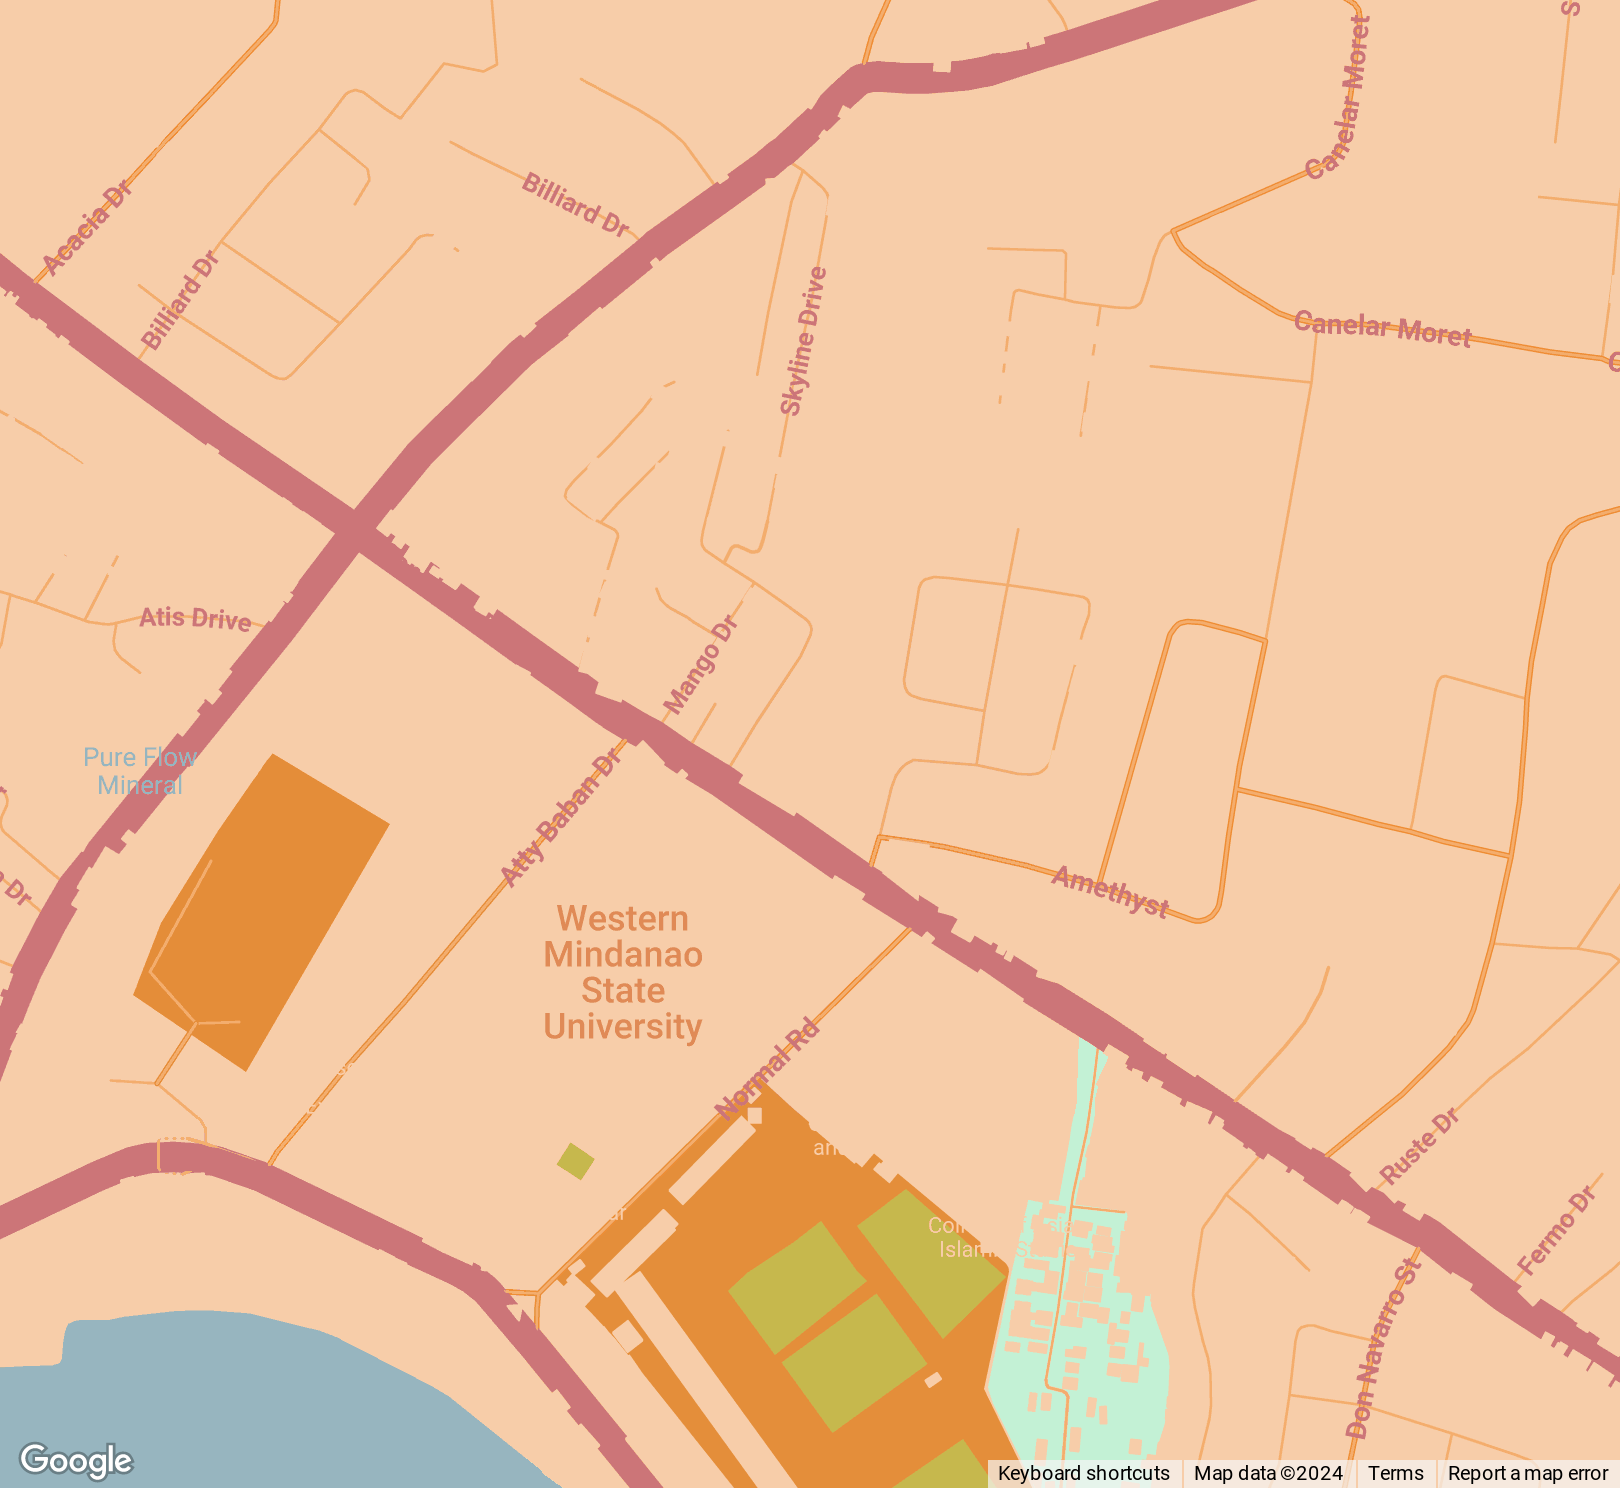 Canelar Moret
Acacia Dr
Billiard Dr
Billiard Dr
Skyline Drive
Canelar Moret
Atis Drive
Mango Dr
Pure Flow
Mineral
Atty Baban Dr
Amethyst
Dr
Western
Mindanao
State
University
Normal Rd
Ruste Dr
Fermo Dr
Don Navarro St
Google
Keyboard shortcuts
Map data ©2024
Terms
Report a map error